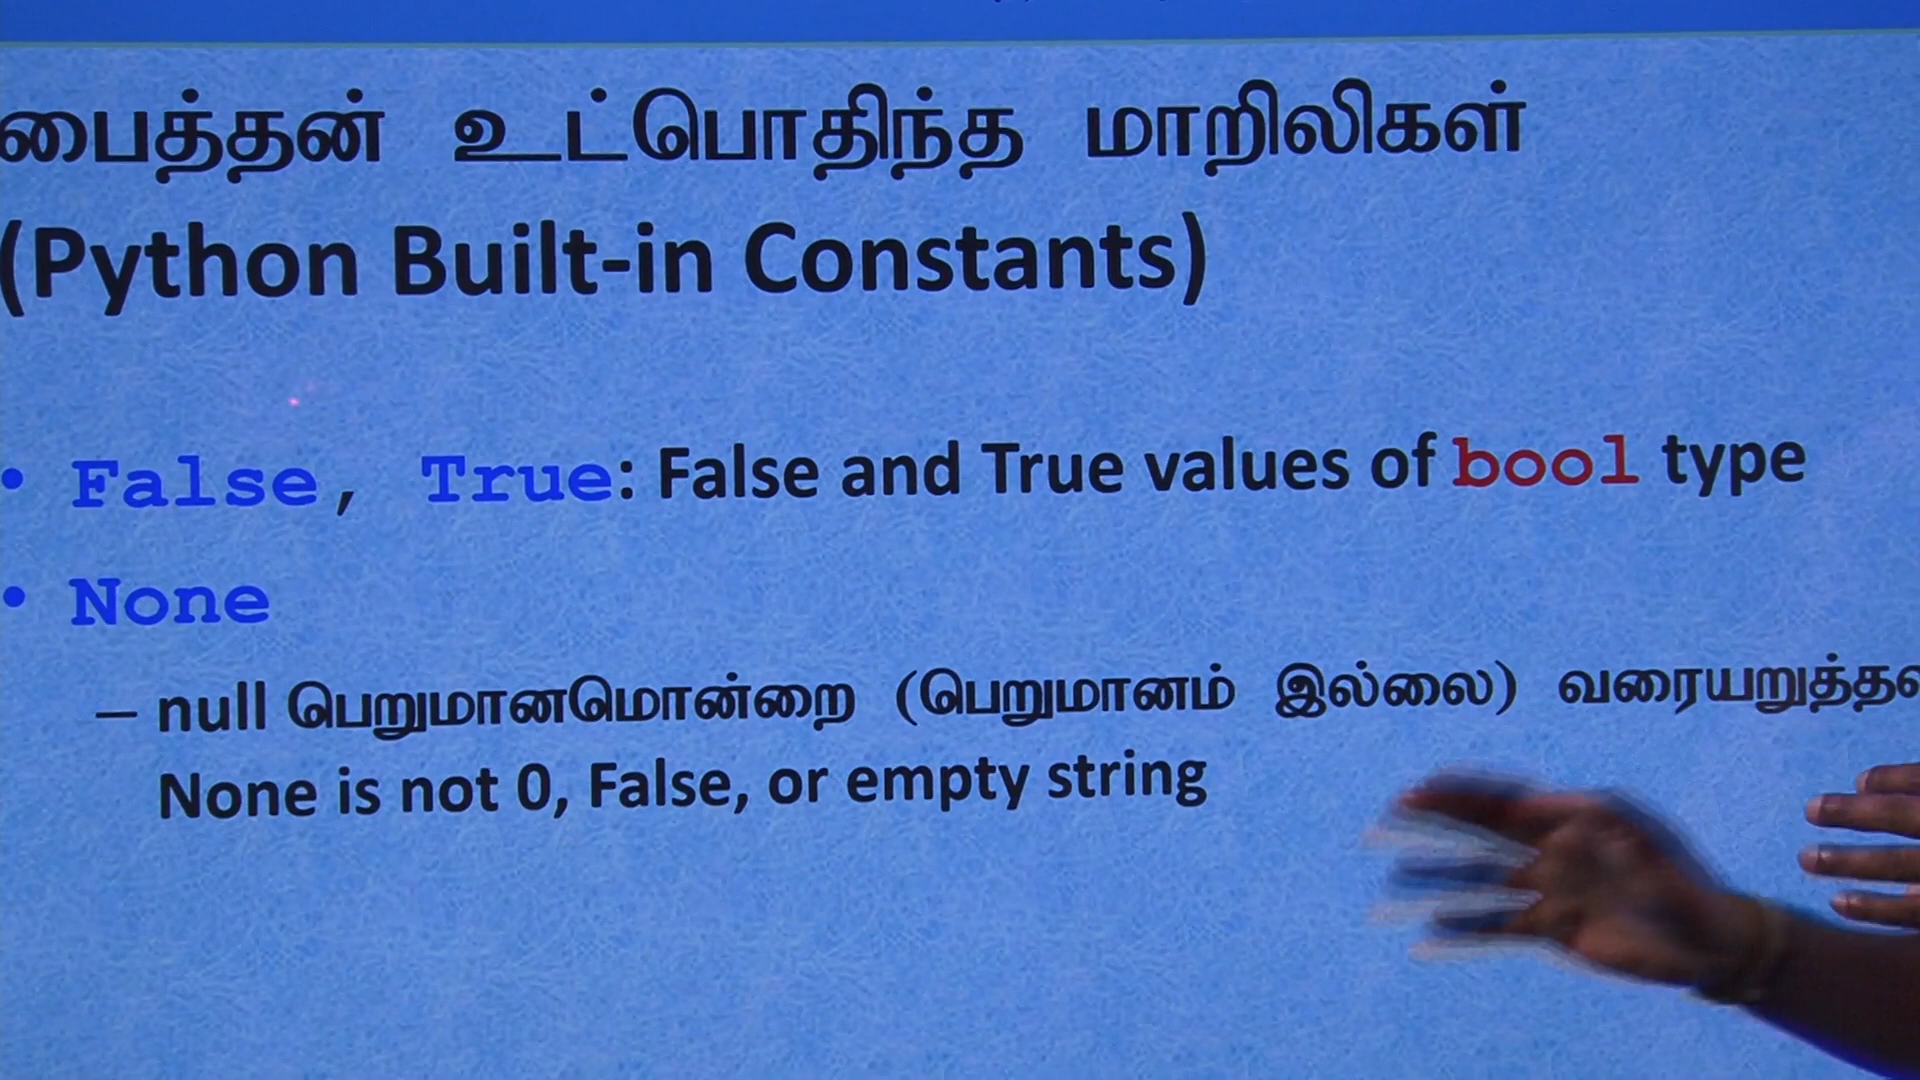 பைத்தன் உட்பொதிந்த மாறிலிகள்
(Python Built-in Constants)
• False, True: False and True values of bool type
• None
– null பெறுமானமொன்றை (பெறுமானம் இல்லை) வரையறுத்த
None is not 0, False, or empty string